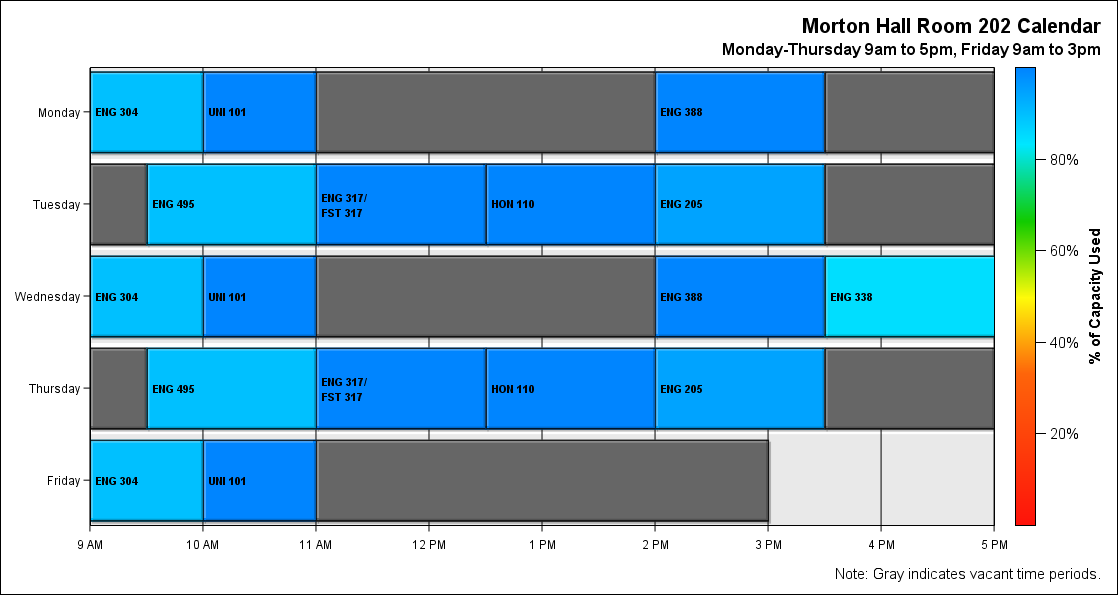 Morton Hall Room 202 Calendar
Monday-Thursday 9am to 5pm, Friday 9am to 3pm
Monday
ENG 304
UNI 101
ENG 388
Tuesday
ENG 495
ENG 317/
FST 317
HON 110
ENG 205
Wednesday
ENG 304
UNI 101
ENG 388
ENG 338
Thursday
ENG 495
ENG 317/
FST 317
HON 110
ENG 205
Friday
ENG 304
UNI 101
9 AM
10 AM
11 AM
12 PM
1 PM
2 PM
3 PM
4 PM
5 PM
80%
60%
40%
20%
% of Capacity Used
Note: Gray indicates vacant time periods.